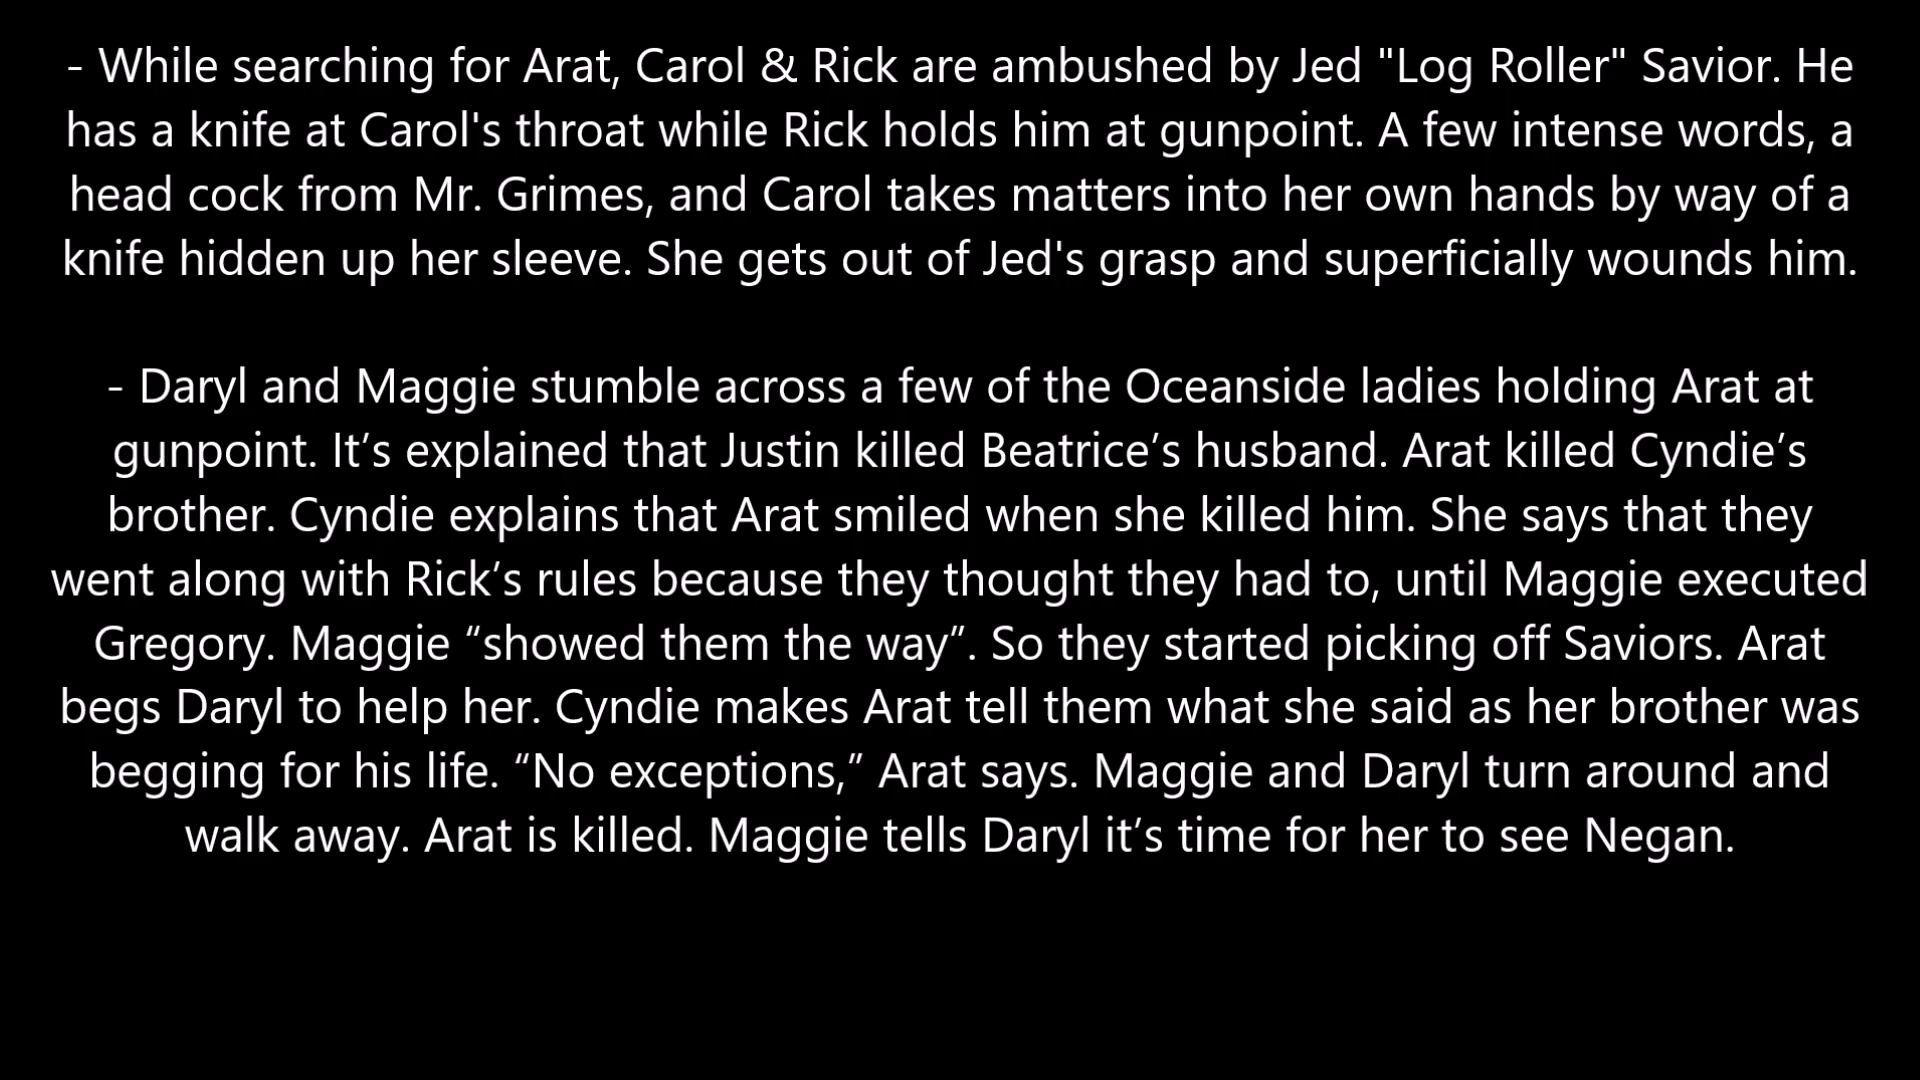 - While searching for Arat, Carol & Rick are ambushed by Jed "Log Roller" Savior. He
has a knife at Carol's throat while Rick holds him at gunpoint. A few intense words, a
head cock from Mr. Grimes, and Carol takes matters into her own hands by way of a
knife hidden up her sleeve. She gets out of Jed's grasp and superficially wounds him.
- Daryl and Maggie stumble across a few of the Oceanside ladies holding Arat at
gunpoint. It’s explained that Justin killed Beatrice’s husband. Arat killed Cyndie’s
brother. Cyndie explains that Arat smiled when she killed him. She says that they
went along with Rick’s rules because they thought they had to, until Maggie executed
Gregory. Maggie “showed them the way”. So they started picking off Saviors. Arat
begs Daryl to help her. Cyndie makes Arat tell them what she said as her brother was
begging for his life. “No exceptions,” Arat says. Maggie and Daryl turn around and
walk away. Arat is killed. Maggie tells Daryl it’s time for her to see Negan.